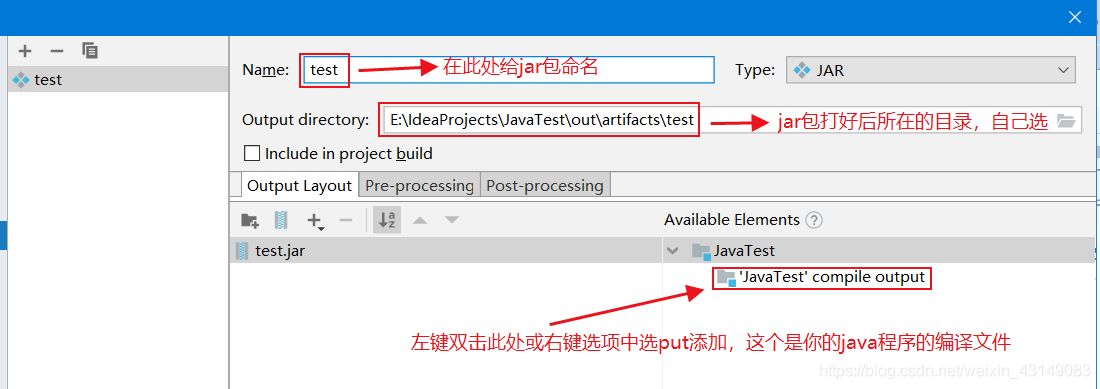 Name: test 在此处给jar包命名 Type: JAR
test
Output directory: E:\IdeaProjects\JavaTest\out\artifacts\test jar包打好后所在的目录，自己选
Include in project build
Output Layout Pre-processing Post-processing
Available Elements ?
test.jar JavaTest
'JavaTest' compile output
左键双击此处或右键选项中选put添加，这个是你的java程序的编译文件
https://blog.csdn.net/weixin_43149083